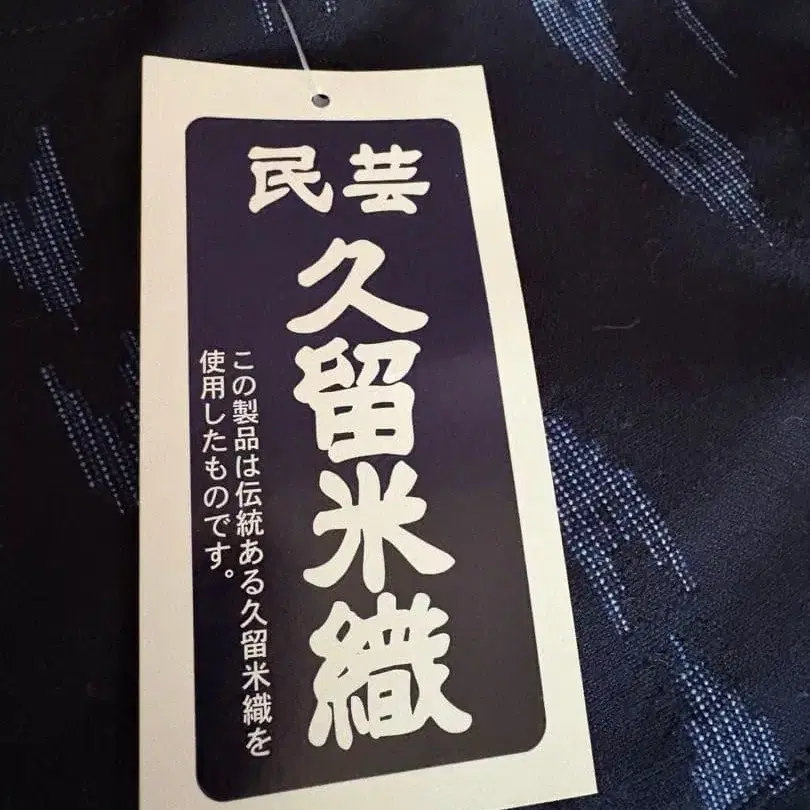 民芸
久留米織
この製品は伝統ある久留米織を
使用したものです。